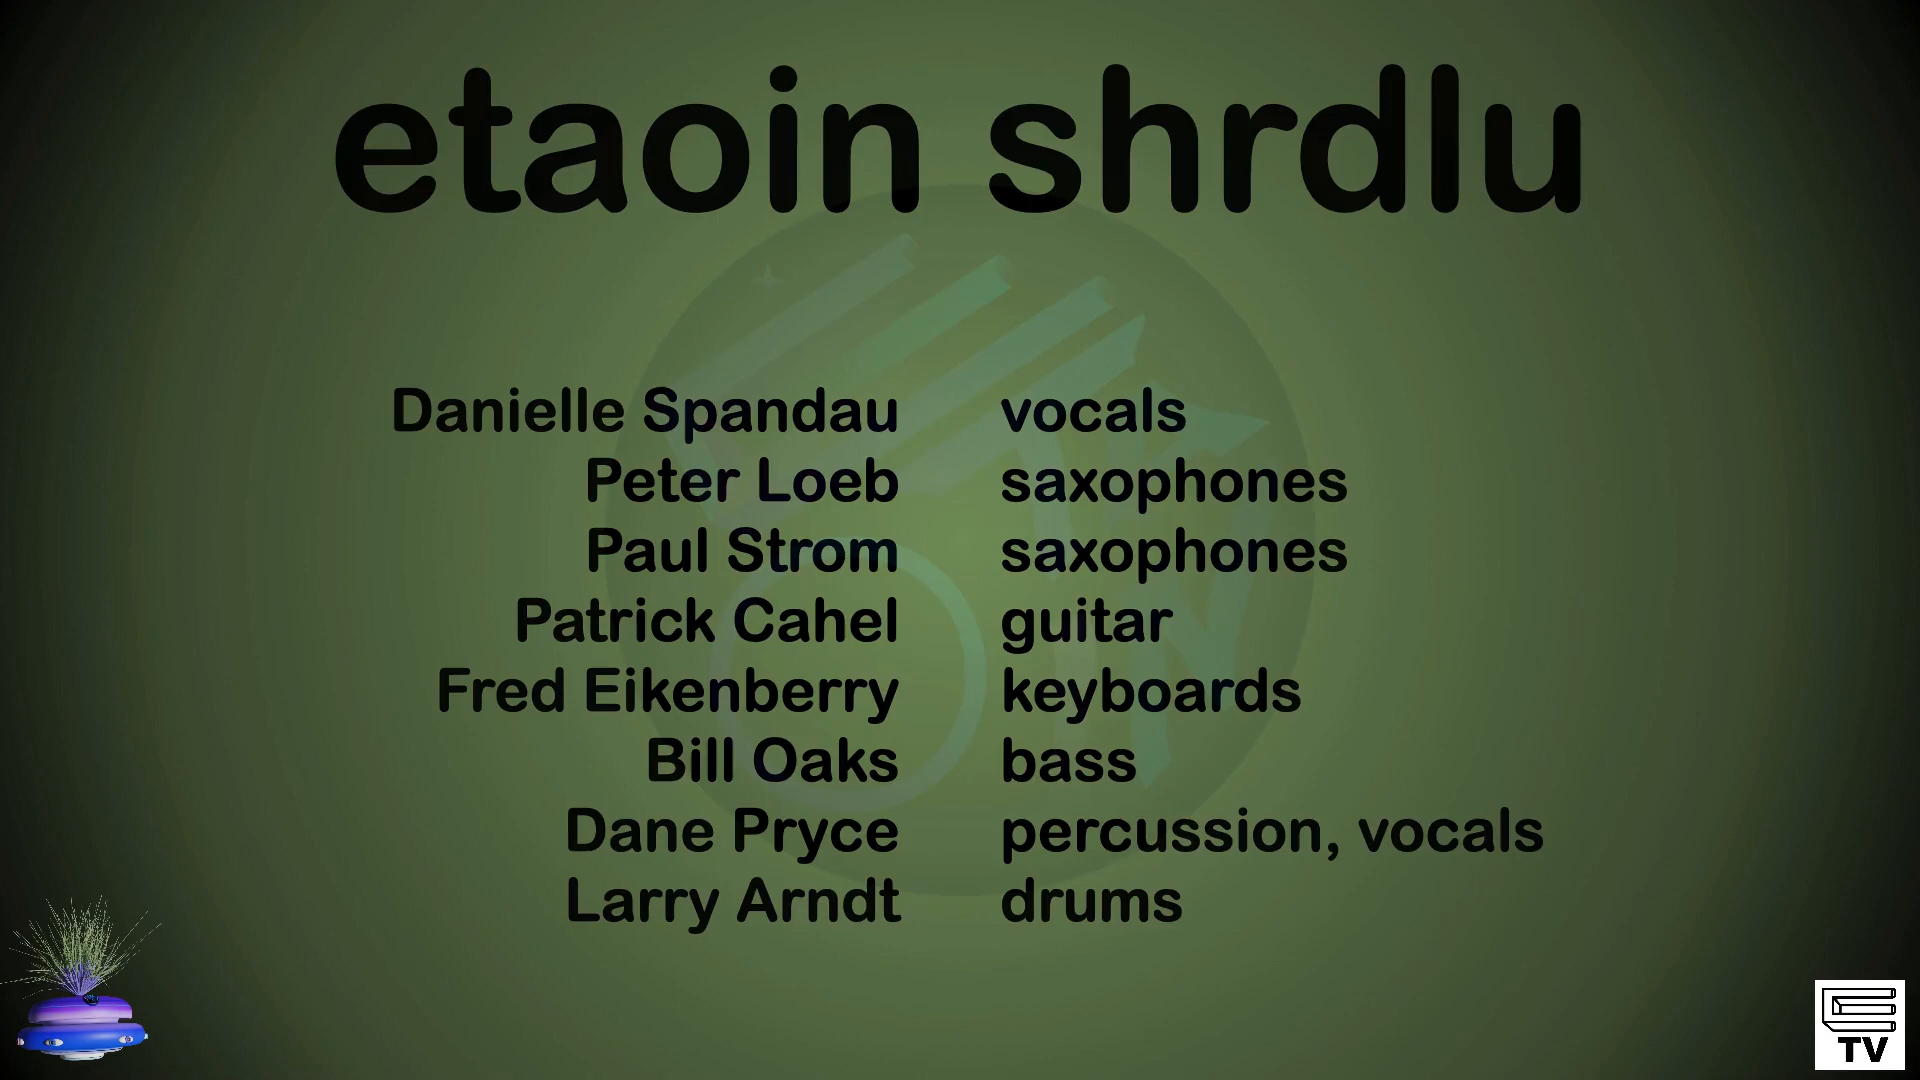 etaoin shrdlu
Danielle Spandau vocals
Peter Loeb saxophones
Paul Strom saxophones
Patrick Cahel guitar
Fred Eikenberry keyboards
Bill Oaks bass
Dane Pryce percussion, vocals
Larry Arndt drums
E
TV